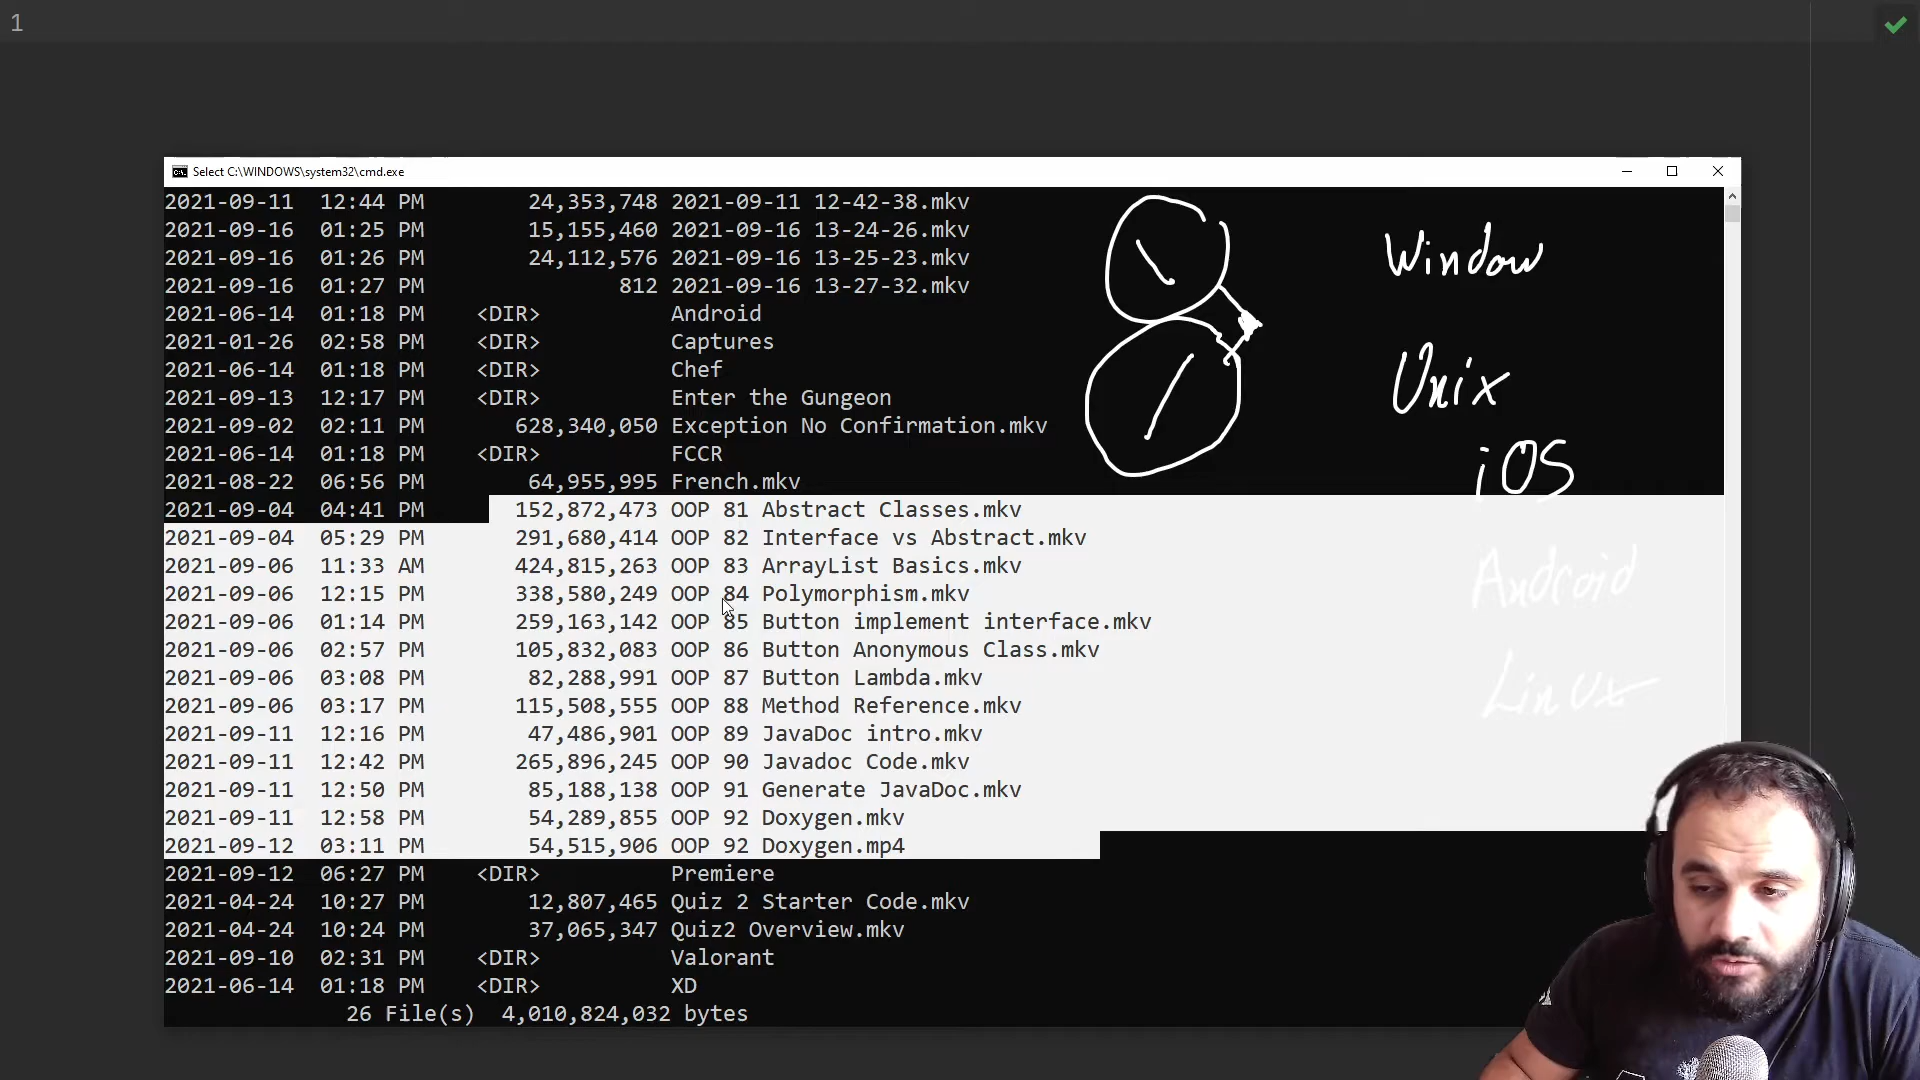 1
Select C:\WINDOWS\system32\cmd.exe
2021-09-11 12:44 PM 24,353,748 2021-09-11 12-42-38.mkv
2021-09-16 01:25 PM 15,155,460 2021-09-16 13-24-26.mkv
2021-09-16 01:26 PM 24,112,576 2021-09-16 13-25-23.mkv
2021-09-16 01:27 PM 812 2021-09-16 13-27-32.mkv
2021-06-14 01:18 PM <DIR> Android
2021-01-26 02:58 PM <DIR> Captures
2021-06-14 01:18 PM <DIR> Chef
2021-09-13 12:17 PM <DIR> Enter the Gungeon
2021-09-02 02:11 PM 628,340,050 Exception No Confirmation.mkv
2021-06-14 01:18 PM <DIR> FCCR
2021-08-22 06:56 PM 64,955,995 French.mkv
2021-09-04 04:41 PM 152,872,473 OOP 81 Abstract Classes.mkv
2021-09-04 05:29 PM 291,680,414 OOP 82 Interface vs Abstract.mkv
2021-09-06 11:33 AM 424,815,263 OOP 83 ArrayList Basics.mkv
2021-09-06 12:15 PM 338,580,249 OOP 84 Polymorphism.mkv
2021-09-06 01:14 PM 259,163,142 OOP 85 Button implement interface.mkv
2021-09-06 02:57 PM 105,832,083 OOP 86 Button Anonymous Class.mkv
2021-09-06 03:08 PM 82,288,991 OOP 87 Button Lambda.mkv
2021-09-06 03:17 PM 115,508,555 OOP 88 Method Reference.mkv
2021-09-11 12:16 PM 47,486,901 OOP 89 JavaDoc intro.mkv
2021-09-11 12:42 PM 265,896,245 OOP 90 Javadoc Code.mkv
2021-09-11 12:50 PM 85,188,138 OOP 91 Generate JavaDoc.mkv
2021-09-11 12:58 PM 54,289,855 OOP 92 Doxygen.mkv
2021-09-12 03:11 PM 54,515,906 OOP 92 Doxygen.mp4
2021-09-12 06:27 PM <DIR> Premiere
2021-04-24 10:27 PM 12,807,465 Quiz 2 Starter Code.mkv
2021-04-24 10:24 PM 37,065,347 Quiz2 Overview.mkv
2021-09-10 02:31 PM <DIR> Valorant
2021-06-14 01:18 PM <DIR> XD
26 File(s) 4,010,824,032 bytes
Window
Unix
iOS
Android
Linux